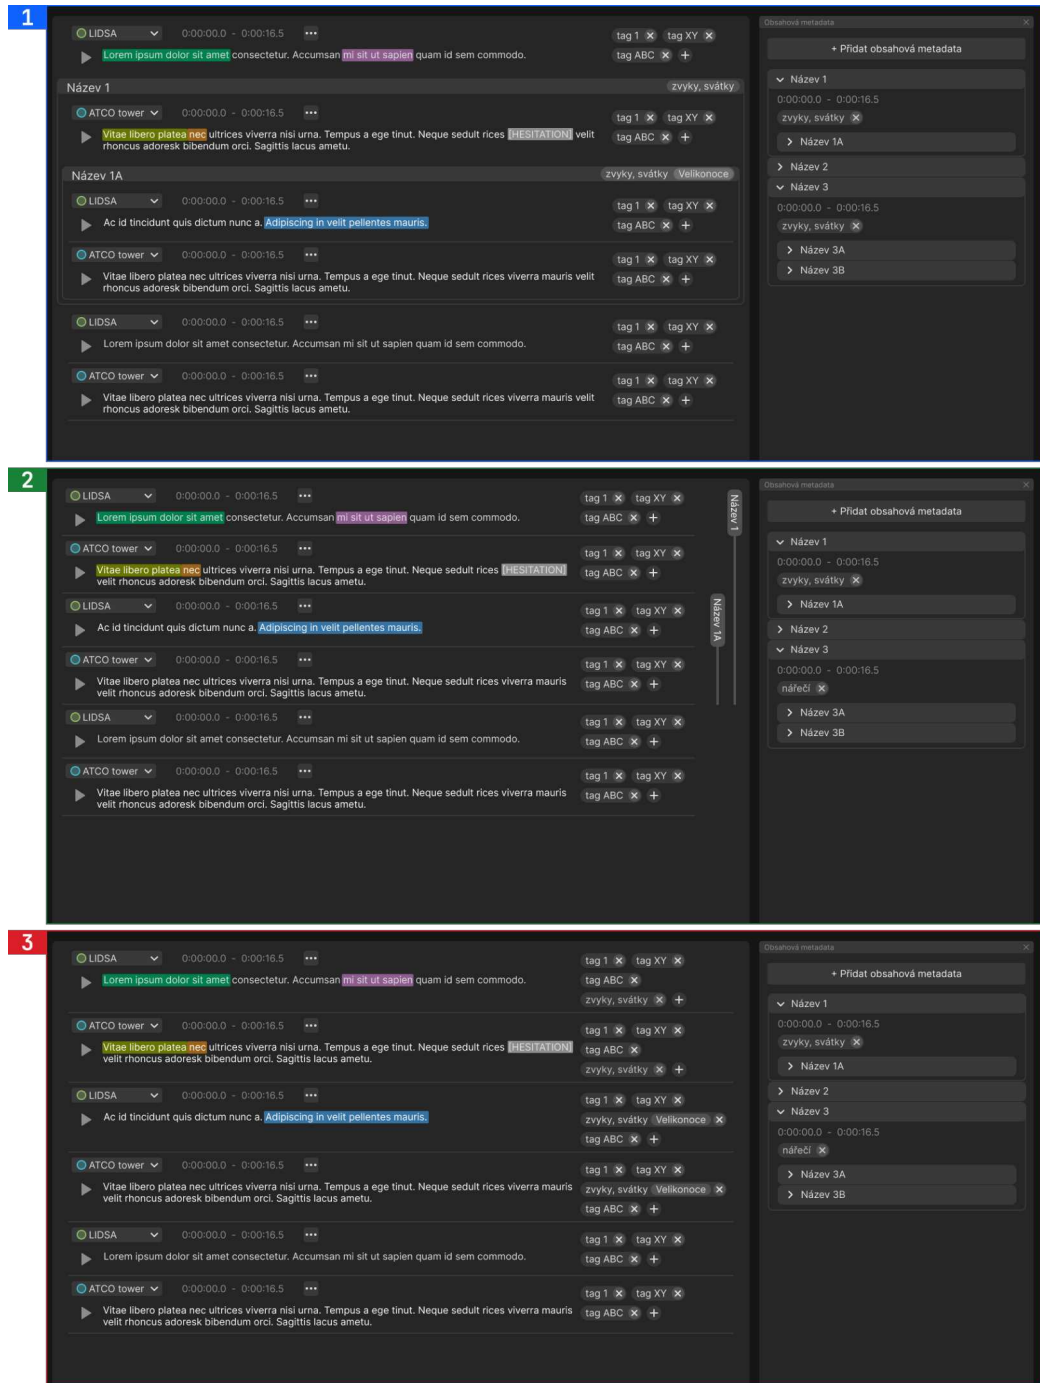 1
LIDSA 0:00:00.0 - 0:00:16.5 •••
tag 1 × tag XY ×
Lorem ipsum dolor sit amet consectetur. Accumsan mi sit ut sapien quam id sem commodo.
tag ABC × +
Název 1 zvyky, svátky
ATCO tower 0:00:00.0 - 0:00:16.5 •••
tag 1 × tag XY ×
Vitae libero platea nec ultrices viverra nisi urna. Tempus a ege tinut. Neque sedult rices [HESITATION] velit
rhoncus adoresk bibendum orci. Sagittis lacus ametu.
tag ABC × +
Název 1A zvyky, svátky Velikonoce
LIDSA 0:00:00.0 - 0:00:16.5 •••
tag 1 × tag XY ×
Ac id tincidunt quis dictum nunc a. Adipiscing in velit pellentes mauris.
tag ABC × +
ATCO tower 0:00:00.0 - 0:00:16.5 •••
tag 1 × tag XY ×
Vitae libero platea nec ultrices viverra nisi urna. Tempus a ege tinut. Neque sedult rices viverra mauris velit
rhoncus adoresk bibendum orci. Sagittis lacus ametu.
tag ABC × +
LIDSA 0:00:00.0 - 0:00:16.5 •••
tag 1 × tag XY ×
Lorem ipsum dolor sit amet consectetur. Accumsan mi sit ut sapien quam id sem commodo.
tag ABC × +
ATCO tower 0:00:00.0 - 0:00:16.5 •••
tag 1 × tag XY ×
Vitae libero platea nec ultrices viverra nisi urna. Tempus a ege tinut. Neque sedult rices viverra mauris velit
rhoncus adoresk bibendum orci. Sagittis lacus ametu.
tag ABC × +
Obsahová metadata ×
+ Přidat obsahová metadata
Název 1
0:00:00.0 - 0:00:16.5
zvyky, svátky ×
Název 1A
Název 2
Název 3
0:00:00.0 - 0:00:16.5
zvyky, svátky ×
Název 3A
Název 3B
2
LIDSA 0:00:00.0 - 0:00:16.5 •••
tag 1 × tag XY ×
Lorem ipsum dolor sit amet consectetur. Accumsan mi sit ut sapien quam id sem commodo.
tag ABC × +
Název 1
ATCO tower 0:00:00.0 - 0:00:16.5 •••
tag 1 × tag XY ×
Vitae libero platea nec ultrices viverra nisi urna. Tempus a ege tinut. Neque sedult rices [HESITATION]
velit rhoncus adoresk bibendum orci. Sagittis lacus ametu.
tag ABC × +
LIDSA 0:00:00.0 - 0:00:16.5 •••
tag 1 × tag XY ×
Ac id tincidunt quis dictum nunc a. Adipiscing in velit pellentes mauris.
tag ABC × +
Název 1A
ATCO tower 0:00:00.0 - 0:00:16.5 •••
tag 1 × tag XY ×
Vitae libero platea nec ultrices viverra nisi urna. Tempus a ege tinut. Neque sedult rices viverra mauris
velit rhoncus adoresk bibendum orci. Sagittis lacus ametu.
tag ABC × +
LIDSA 0:00:00.0 - 0:00:16.5 •••
tag 1 × tag XY ×
Lorem ipsum dolor sit amet consectetur. Accumsan mi sit ut sapien quam id sem commodo.
tag ABC × +
ATCO tower 0:00:00.0 - 0:00:16.5 •••
tag 1 × tag XY ×
Vitae libero platea nec ultrices viverra nisi urna. Tempus a ege tinut. Neque sedult rices viverra mauris
velit rhoncus adoresk bibendum orci. Sagittis lacus ametu.
tag ABC × +
Obsahová metadata ×
+ Přidat obsahová metadata
Název 1
0:00:00.0 - 0:00:16.5
zvyky, svátky ×
Název 1A
Název 2
Název 3
0:00:00.0 - 0:00:16.5
nářečí ×
Název 3A
Název 3B
3
LIDSA 0:00:00.0 - 0:00:16.5 •••
tag 1 × tag XY ×
Lorem ipsum dolor sit amet consectetur. Accumsan mi sit ut sapien quam id sem commodo.
tag ABC ×
zvyky, svátky × +
ATCO tower 0:00:00.0 - 0:00:16.5 •••
tag 1 × tag XY ×
Vitae libero platea nec ultrices viverra nisi urna. Tempus a ege tinut. Neque sedult rices [HESITATION]
velit rhoncus adoresk bibendum orci. Sagittis lacus ametu.
tag ABC ×
zvyky, svátky × +
LIDSA 0:00:00.0 - 0:00:16.5 •••
tag 1 × tag XY ×
Ac id tincidunt quis dictum nunc a. Adipiscing in velit pellentes mauris.
zvyky, svátky Velikonoce ×
tag ABC × +
ATCO tower 0:00:00.0 - 0:00:16.5 •••
tag 1 × tag XY ×
Vitae libero platea nec ultrices viverra nisi urna. Tempus a ege tinut. Neque sedult rices viverra mauris
velit rhoncus adoresk bibendum orci. Sagittis lacus ametu.
zvyky, svátky Velikonoce ×
tag ABC × +
LIDSA 0:00:00.0 - 0:00:16.5 •••
tag 1 × tag XY ×
Lorem ipsum dolor sit amet consectetur. Accumsan mi sit ut sapien quam id sem commodo.
tag ABC × +
ATCO tower 0:00:00.0 - 0:00:16.5 •••
tag 1 × tag XY ×
Vitae libero platea nec ultrices viverra nisi urna. Tempus a ege tinut. Neque sedult rices viverra mauris
velit rhoncus adoresk bibendum orci. Sagittis lacus ametu.
tag ABC × +
Obsahová metadata ×
+ Přidat obsahová metadata
Název 1
0:00:00.0 - 0:00:16.5
zvyky, svátky ×
Název 1A
Název 2
Název 3
0:00:00.0 - 0:00:16.5
nářečí ×
Název 3A
Název 3B